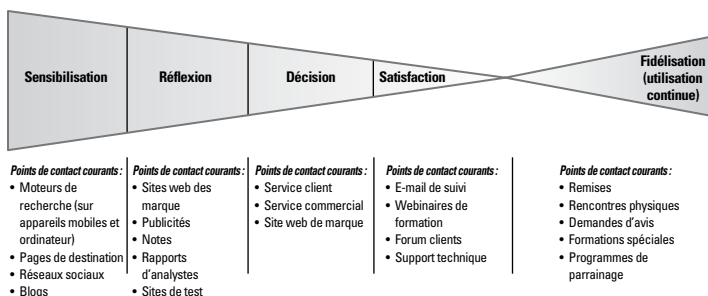 Sensibilisation
Réflexion
Décision
Satisfaction
Fidélisation
(utilisation
continue)
Points de contact courants :
• Moteurs de
recherche (sur
appareils mobiles et
ordinateur)
• Pages de destination
• Réseaux sociaux
• Blogs
Points de contact courants :
• Sites web des
marque
• Publicités
• Notes
• Rapports
d'analystes
• Sites de test
Points de contact courants :
• Service client
• Service commercial
• Site web de marque
Points de contact courants :
• E-mail de suivi
• Webinaires de
formation
• Forum clients
• Support technique
Points de contact courants :
• Remises
• Rencontres physiques
• Demandes d'avis
• Formations spéciales
• Programmes de
parrainage